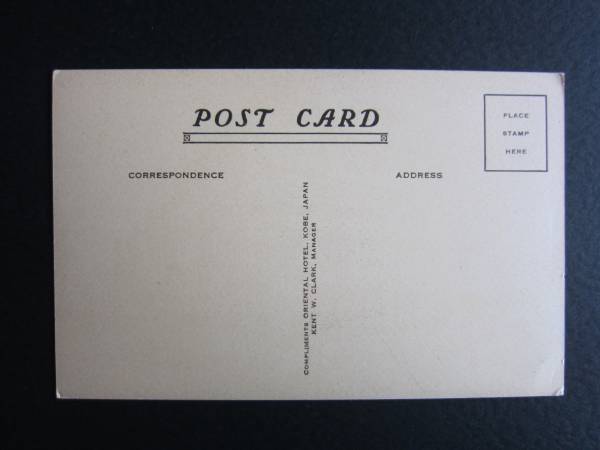 POST CARD
PLACE
STAMP
HERE
CORRESPONDENCE
ADDRESS
COMPLIMENTS ORIENTAL HOTEL, KOBE, JAPAN
KENT W. CLARK, MANAGER